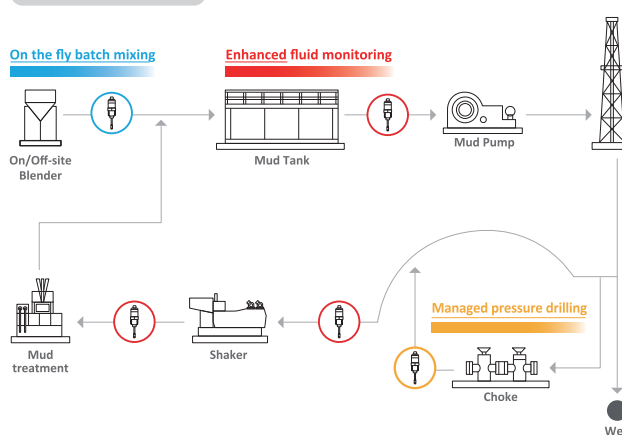 On the fly batch mixing
Enhanced fluid monitoring
On/Off-site
Blender
Mud Tank
Mud Pump
Managed pressure drilling
Mud
treatment
Shaker
Choke